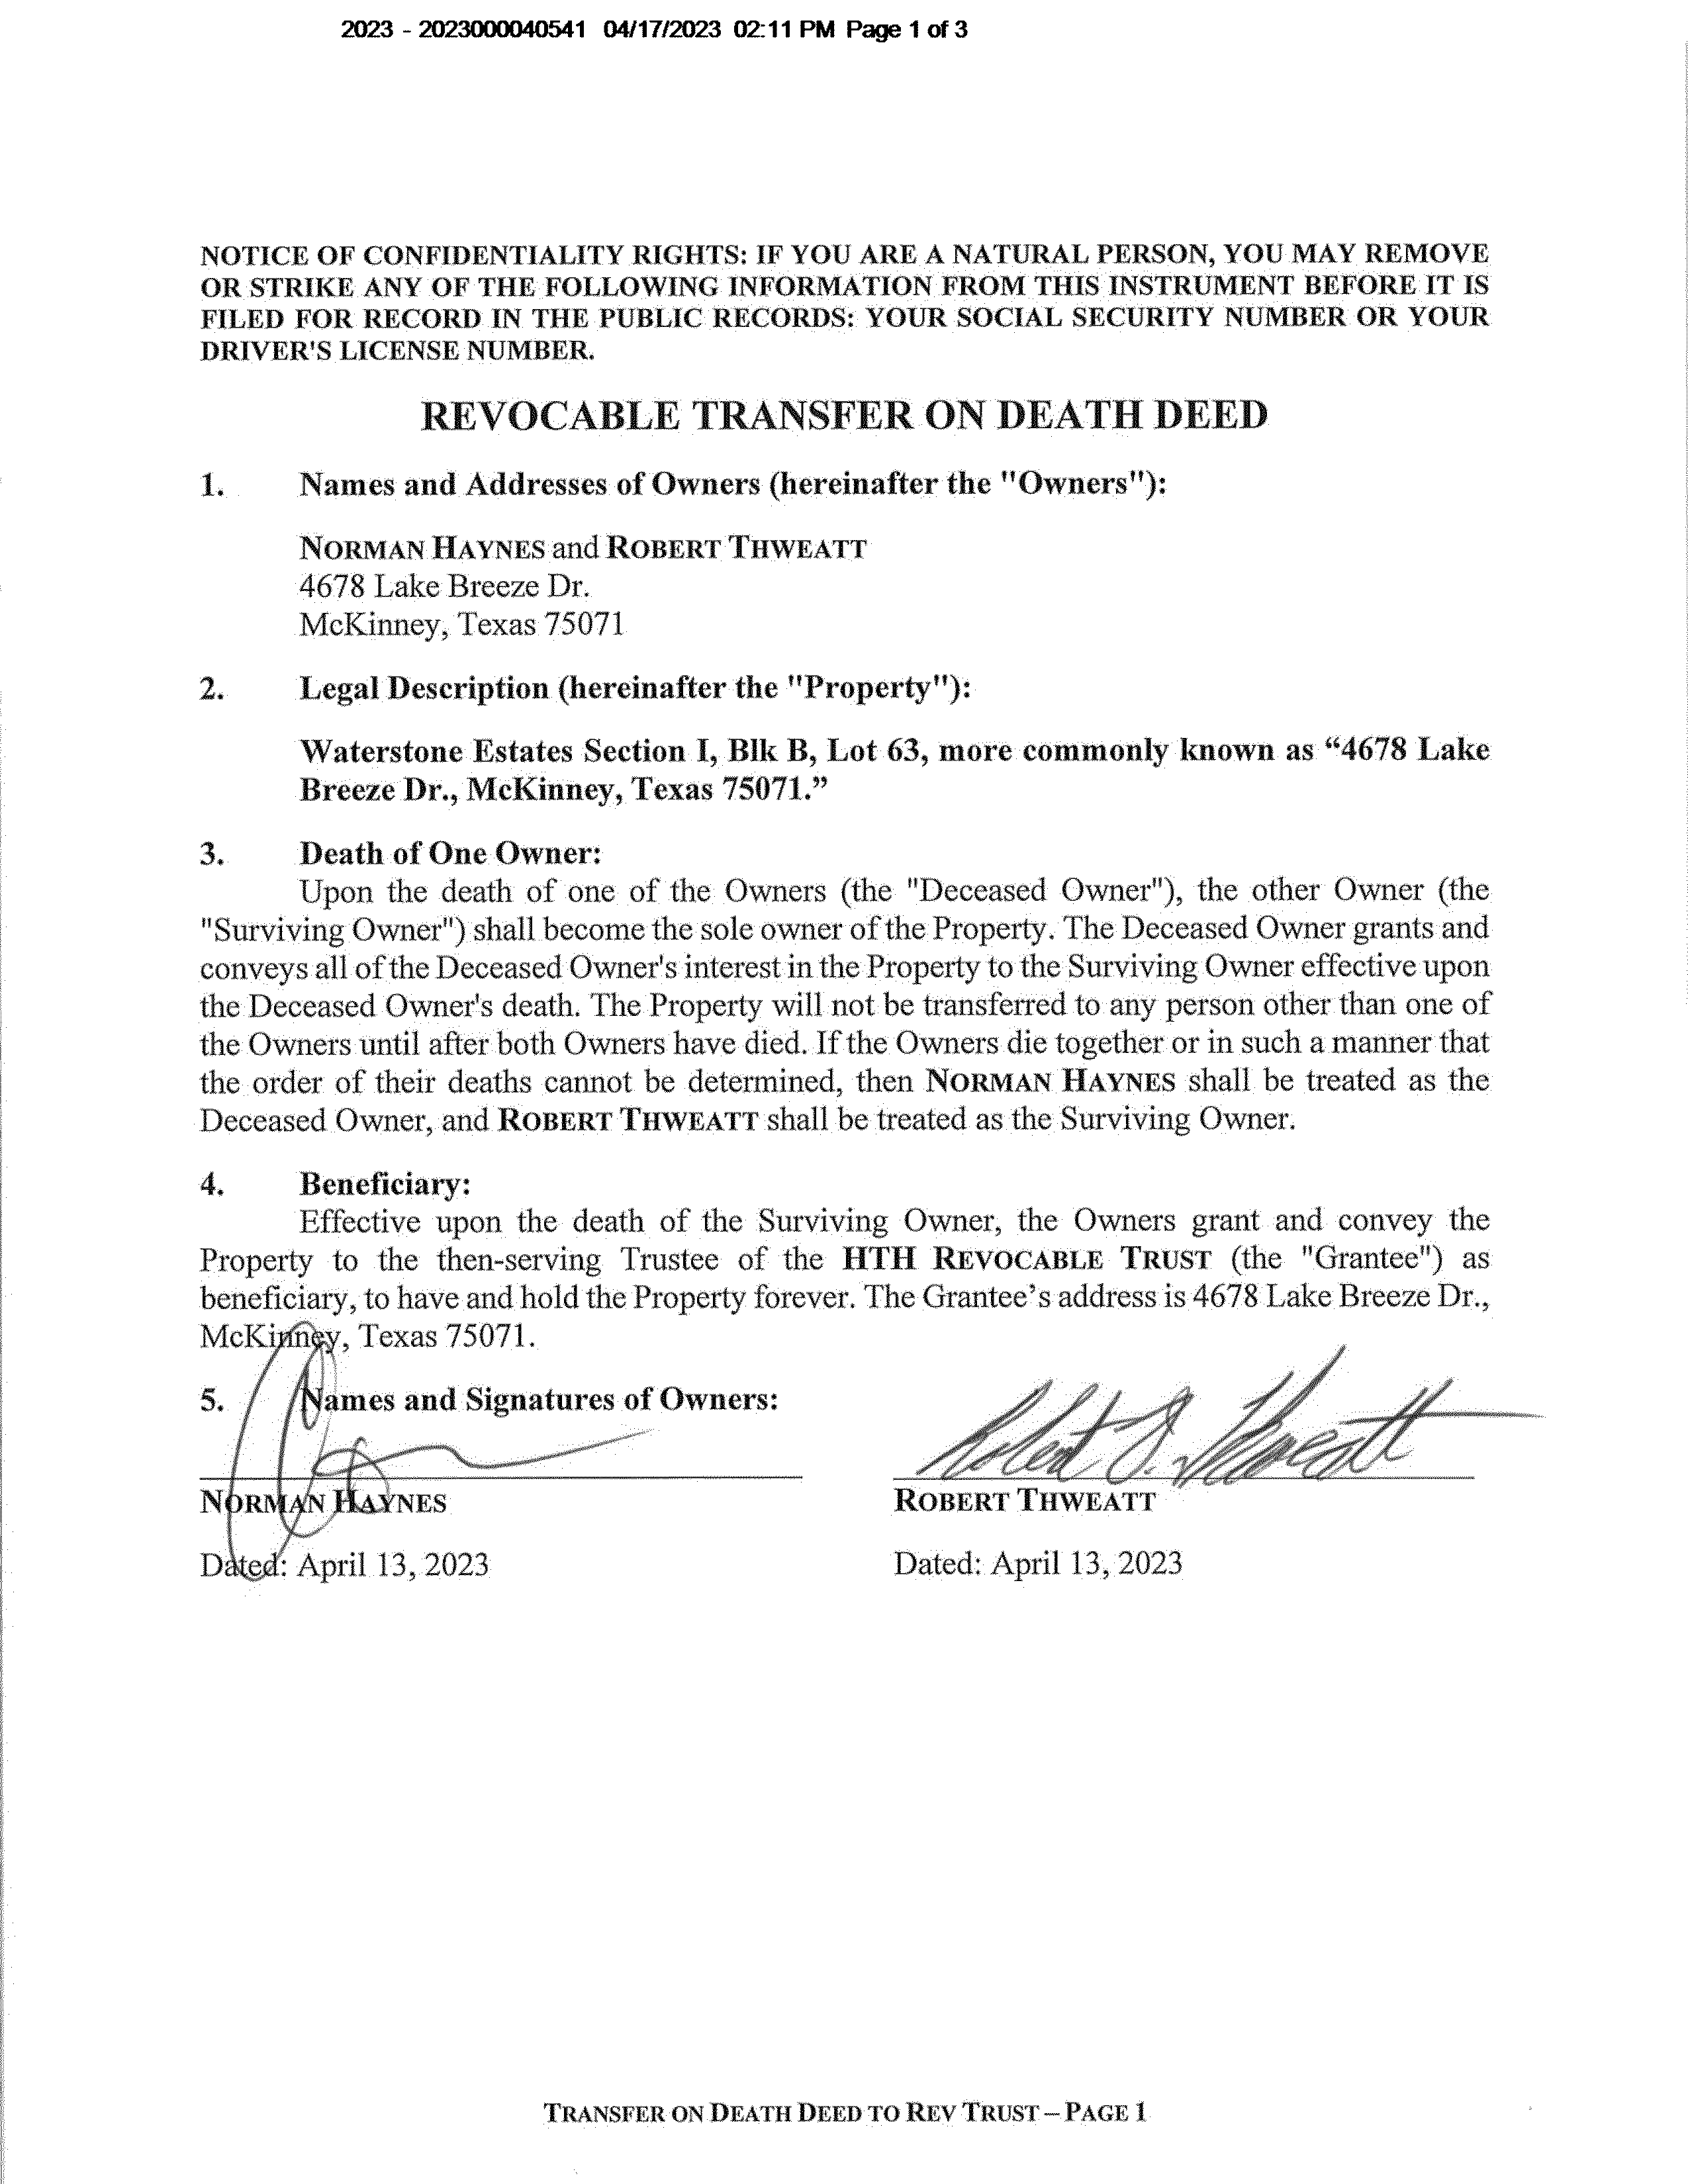 2023 - 2023000040541 04/17/2023 02:11 PM Page 1 of 3
NOTICE OF CONFIDENTIALITY RIGHTS: IF YOU ARE A NATURAL PERSON, YOU MAY REMOVE
OR STRIKE ANY OF THE FOLLOWING INFORMATION FROM THIS INSTRUMENT BEFORE IT IS
FILED FOR RECORD IN THE PUBLIC RECORDS: YOUR SOCIAL SECURITY NUMBER OR YOUR
DRIVER'S LICENSE NUMBER.
REVOCABLE TRANSFER ON DEATH DEED
1. Names and Addresses of Owners (hereinafter the "Owners"):
NORMAN HAYNES and ROBERT THWEATT
4678 Lake Breeze Dr.
McKinney, Texas 75071
2. Legal Description (hereinafter the "Property"):
Waterstone Estates Section I, Blk B, Lot 63, more commonly known as “4678 Lake
Breeze Dr., McKinney, Texas 75071.”
3. Death of One Owner:
Upon the death of one of the Owners (the "Deceased Owner"), the other Owner (the
"Surviving Owner") shall become the sole owner of the Property. The Deceased Owner grants and
conveys all of the Deceased Owner's interest in the Property to the Surviving Owner effective upon
the Deceased Owner's death. The Property will not be transferred to any person other than one of
the Owners until after both Owners have died. If the Owners die together or in such a manner that
the order of their deaths cannot be determined, then NORMAN HAYNES shall be treated as the
Deceased Owner, and ROBERT THWEATT shall be treated as the Surviving Owner.
4. Beneficiary:
Effective upon the death of the Surviving Owner, the Owners grant and convey the
Property to the then-serving Trustee of the HTH REVOCABLE TRUST (the "Grantee") as
beneficiary, to have and hold the Property forever. The Grantee’s address is 4678 Lake Breeze Dr.,
McKinney, Texas 75071.
5. Names and Signatures of Owners:
Robert D. Thweatt
NORMAN HAYNES ROBERT THWEATT
Dated: April 13, 2023 Dated: April 13, 2023
TRANSFER ON DEATH DEED TO REV TRUST – PAGE 1